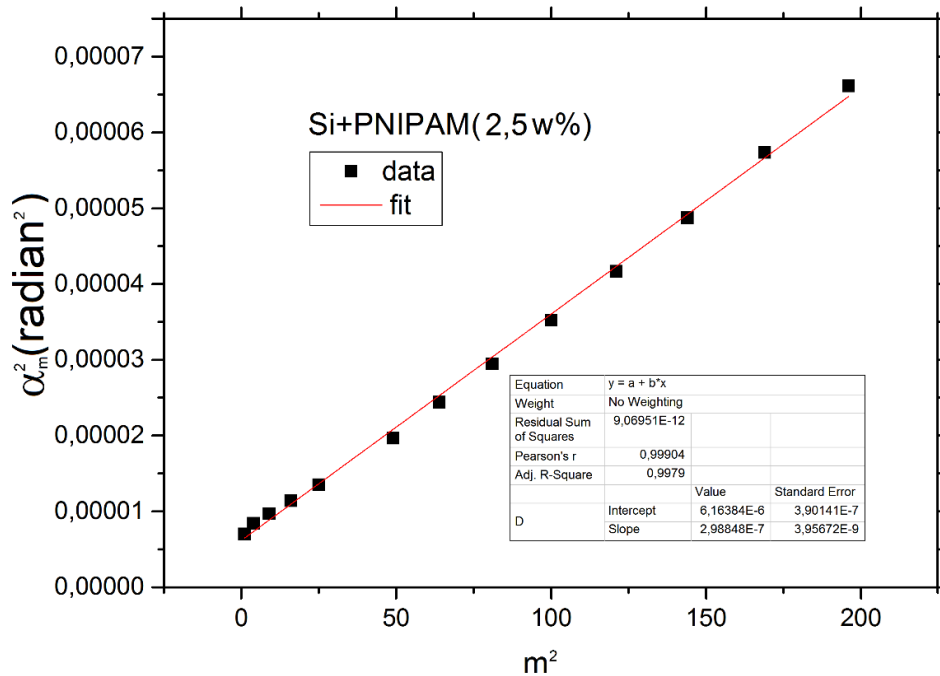 0,00007
0,00006
0,00005
0,00004
0,00003
0,00002
0,00001
0,00000
α²ₘ(radian²)
Si+PNIPAM(2,5w%)
data
fit
Equation y = a + b*x
Weight No Weighting
Residual Sum of Squares 9,06951E-12
Pearson's r 0,99904
Adj. R-Square 0,9979
Value Standard Error
D Intercept 6,16384E-6 3,90141E-7
Slope 2,98848E-7 3,95672E-9
0 50 100 150 200
m²